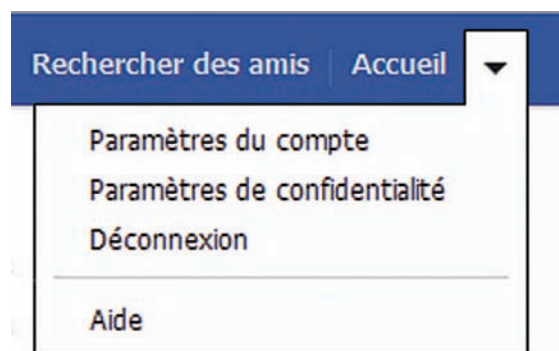 Rechercher des amis Accueil
Paramètres du compte
Paramètres de confidentialité
Déconnexion
Aide